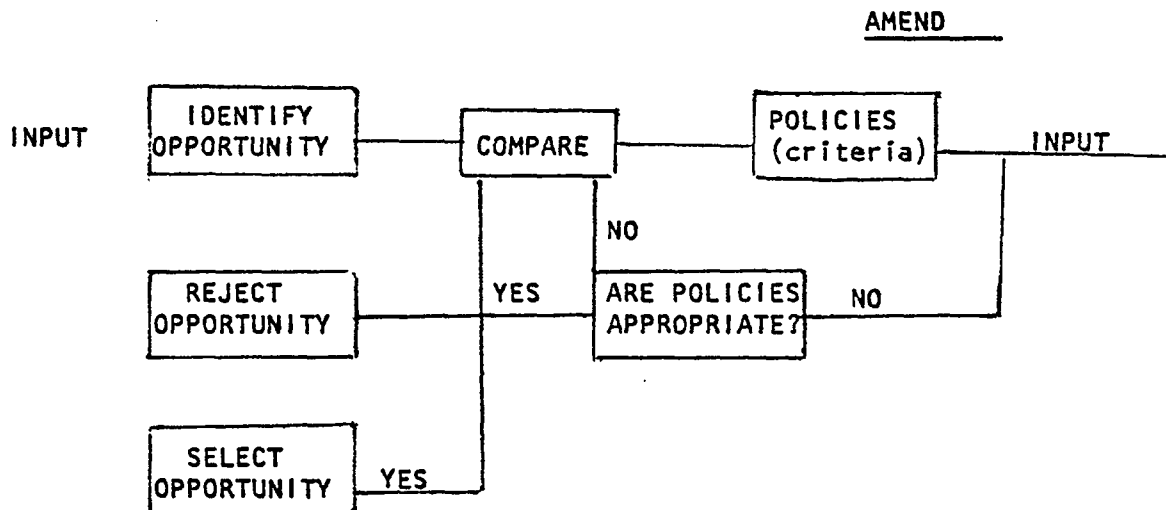 AMEND
INPUT
IDENTIFY
OPPORTUNITY
COMPARE
POLICIES
(criteria)
INPUT
NO
REJECT
OPPORTUNITY
YES
ARE POLICIES
APPROPRIATE?
NO
SELECT
OPPORTUNITY
YES